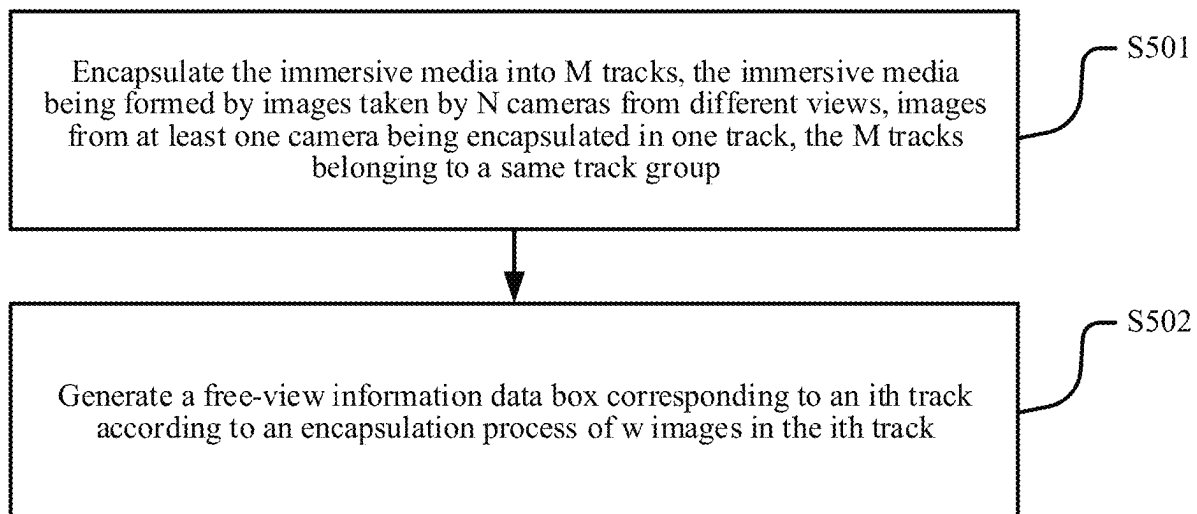 Encapsulate the immersive media into M tracks, the immersive media
being formed by images taken by N cameras from different views, images
from at least one camera being encapsulated in one track, the M tracks
belonging to a same track group
S501
Generate a free-view information data box corresponding to an ith track
according to an encapsulation process of w images in the ith track
S502